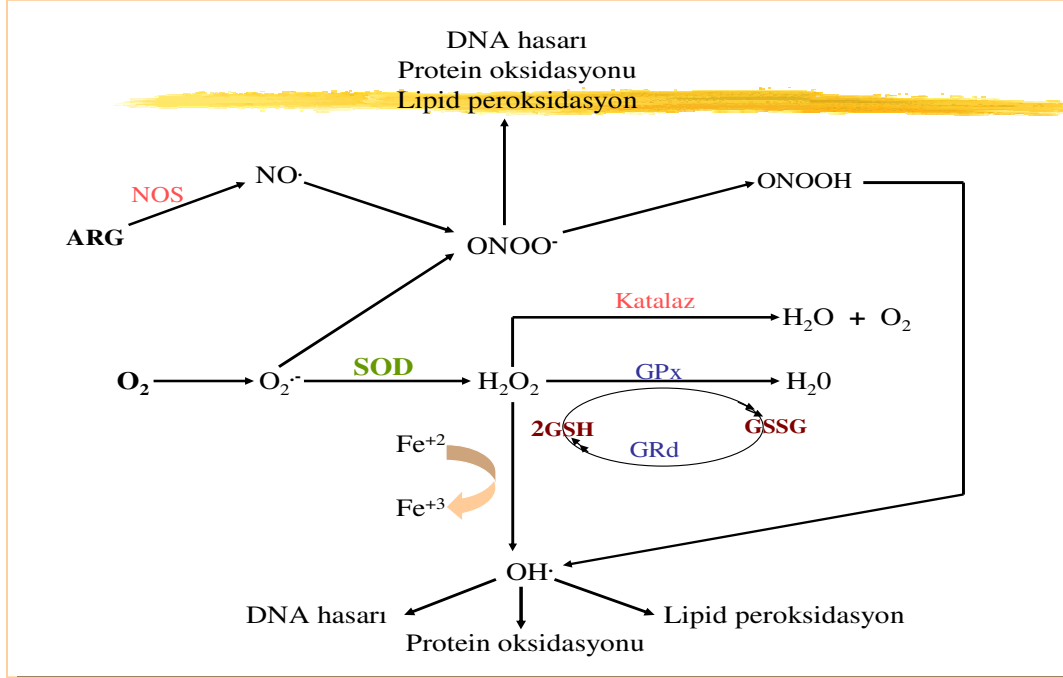 DNA hasarı
Protein oksidasyonu
Lipid peroksidasyon
NOS
NO·
ONOOH
ARG
ONOO⁻
Katalaz
H₂O + O₂
O₂
O₂·⁻
SOD
H₂O₂
GPx
H₂0
2GSH
GSSG
GRd
Fe⁺²
Fe⁺³
OH·
DNA hasarı
Lipid peroksidasyon
Protein oksidasyonu